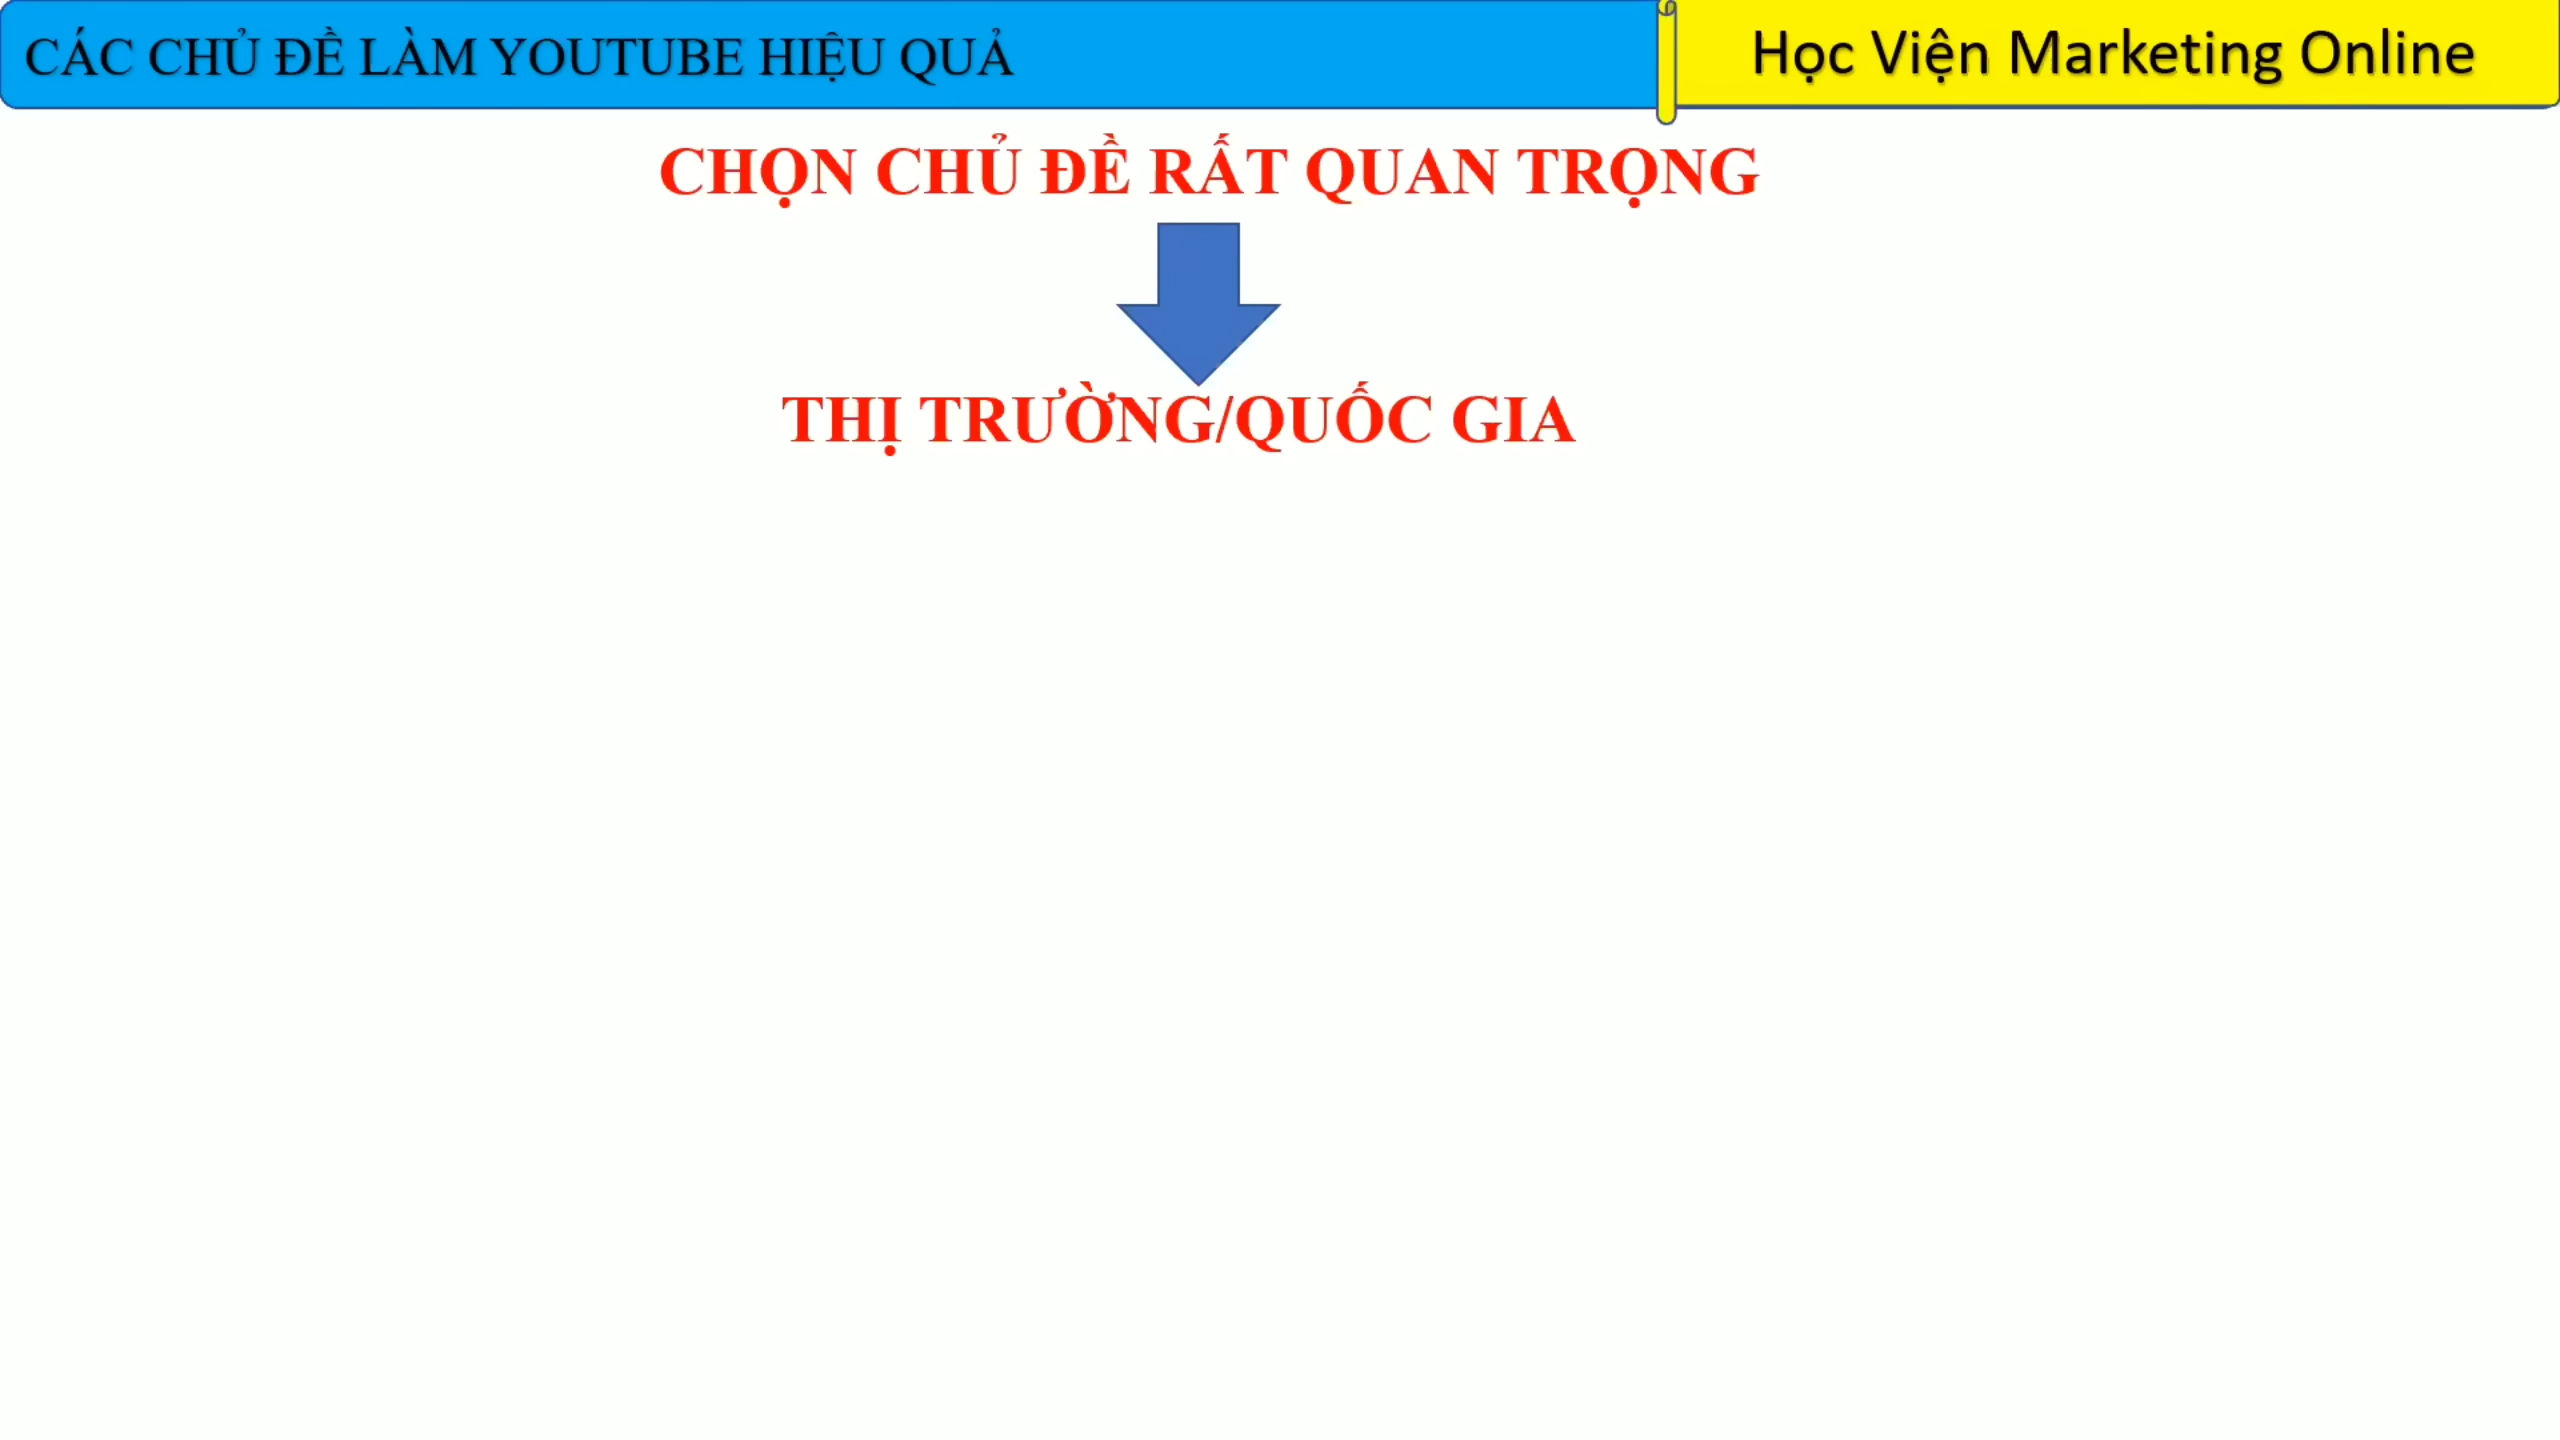 CÁC CHỦ ĐỀ LÀM YOUTUBE HIỆU QUẢ
Học Viện Marketing Online
CHỌN CHỦ ĐỀ RẤT QUAN TRỌNG
THỊ TRƯỜNG/QUỐC GIA